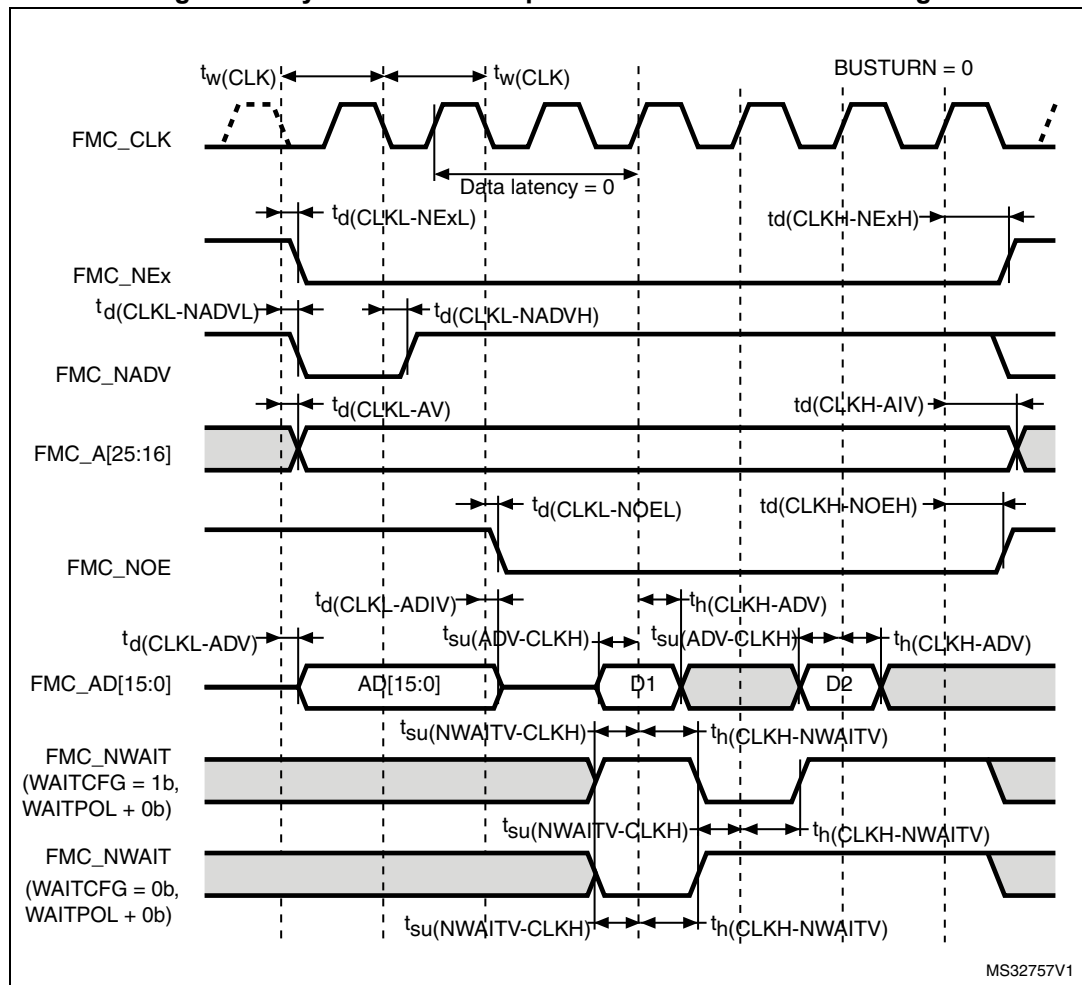 tw(CLK)
tw(CLK)
BUSTURN = 0
FMC_CLK
Data latency = 0
td(CLKL-NExL)
td(CLKH-NExH)
FMC_NEx
td(CLKL-NADVL)
td(CLKL-NADVH)
FMC_NADV
td(CLKL-AV)
td(CLKH-AIV)
FMC_A[25:16]
td(CLKL-NOEL)
td(CLKH-NOEH)
FMC_NOE
td(CLKL-ADIV)
th(CLKH-ADV)
td(CLKL-ADV)
tsu(ADV-CLKH)
tsu(ADV-CLKH)
th(CLKH-ADV)
FMC_AD[15:0]
AD[15:0]
D1
D2
tsu(NWAITV-CLKH)
th(CLKH-NWAITV)
FMC_NWAIT
(WAITCFG = 1b,
WAITPOL + 0b)
tsu(NWAITV-CLKH)
th(CLKH-NWAITV)
FMC_NWAIT
(WAITCFG = 0b,
WAITPOL + 0b)
tsu(NWAITV-CLKH)
th(CLKH-NWAITV)
MS32757V1